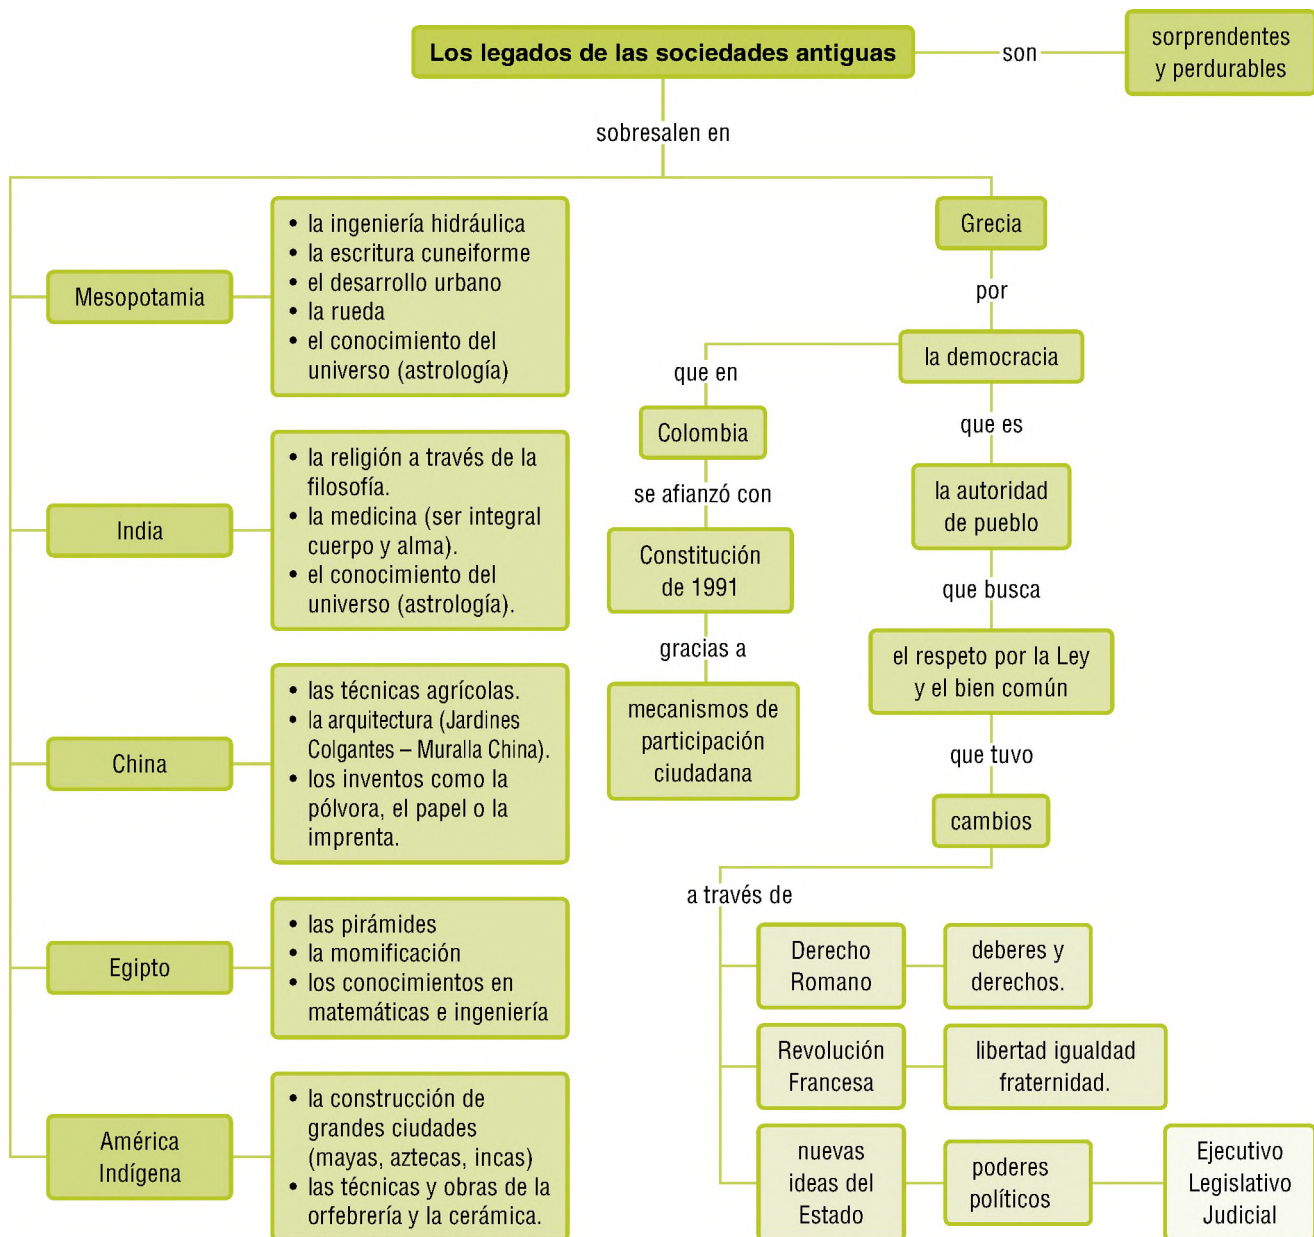 Los legados de las sociedades antiguas
son
sorprendentes
y perdurables
sobresalen en
Mesopotamia
• la ingeniería hidráulica
• la escritura cuneiforme
• el desarrollo urbano
• la rueda
• el conocimiento del
universo (astrología)
India
• la religión a través de la
filosofía.
• la medicina (ser integral
cuerpo y alma).
• el conocimiento del
universo (astrología).
China
• las técnicas agrícolas.
• la arquitectura (Jardines
Colgantes – Muralla China).
• los inventos como la
pólvora, el papel o la
imprenta.
Egipto
• las pirámides
• la momificación
• los conocimientos en
matemáticas e ingeniería
América
Indígena
• la construcción de
grandes ciudades
(mayas, aztecas, incas)
• las técnicas y obras de la
orfebrería y la cerámica.
Grecia
por
la democracia
que en
Colombia
se afianzó con
Constitución
de 1991
gracias a
mecanismos de
participación
ciudadana
que es
la autoridad
de pueblo
que busca
el respeto por la Ley
y el bien común
que tuvo
cambios
a través de
Derecho
Romano
deberes y
derechos.
Revolución
Francesa
libertad igualdad
fraternidad.
nuevas
ideas del
Estado
poderes
políticos
Ejecutivo
Legislativo
Judicial